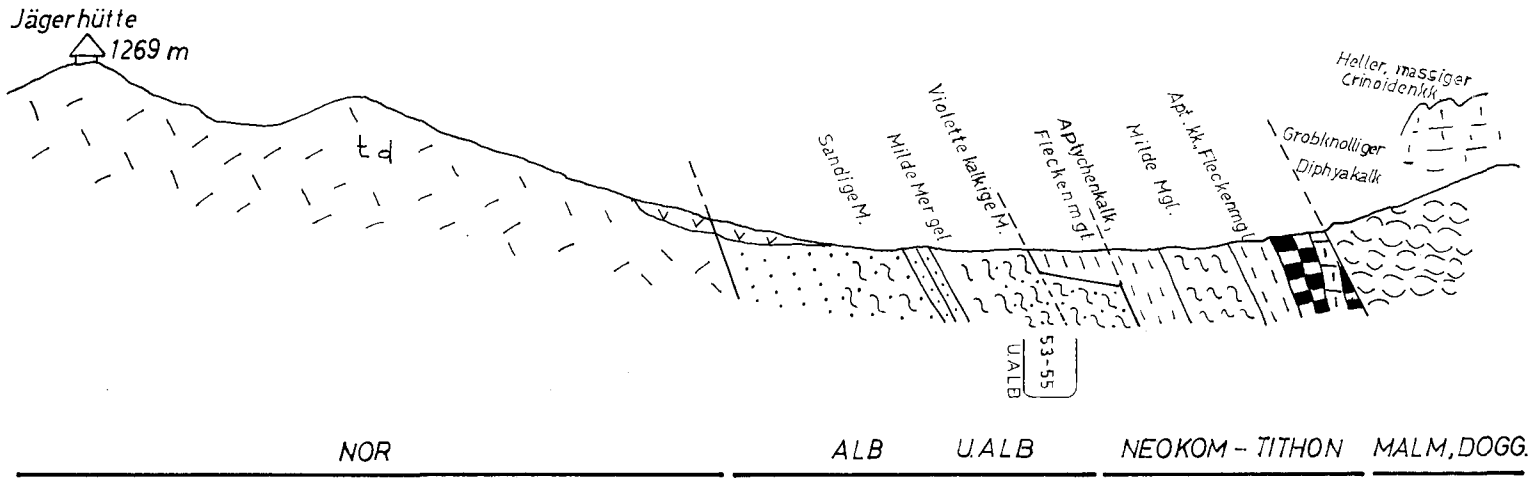 Jägerhütte
1269 m
td
Sandige M.
Milde Mergel
Violette kalkige M.
Aptychenkalk,
Fleckenmgl.
Milde Mgl.
Apt. kk, Fleckenmgl
Grobknolliger
Diphyakalk
Heller, massiger
Crinoidenkk
53-55
U.ALB
NOR
ALB
U.ALB
NEOKOM - TITHON
MALM, DOGG.